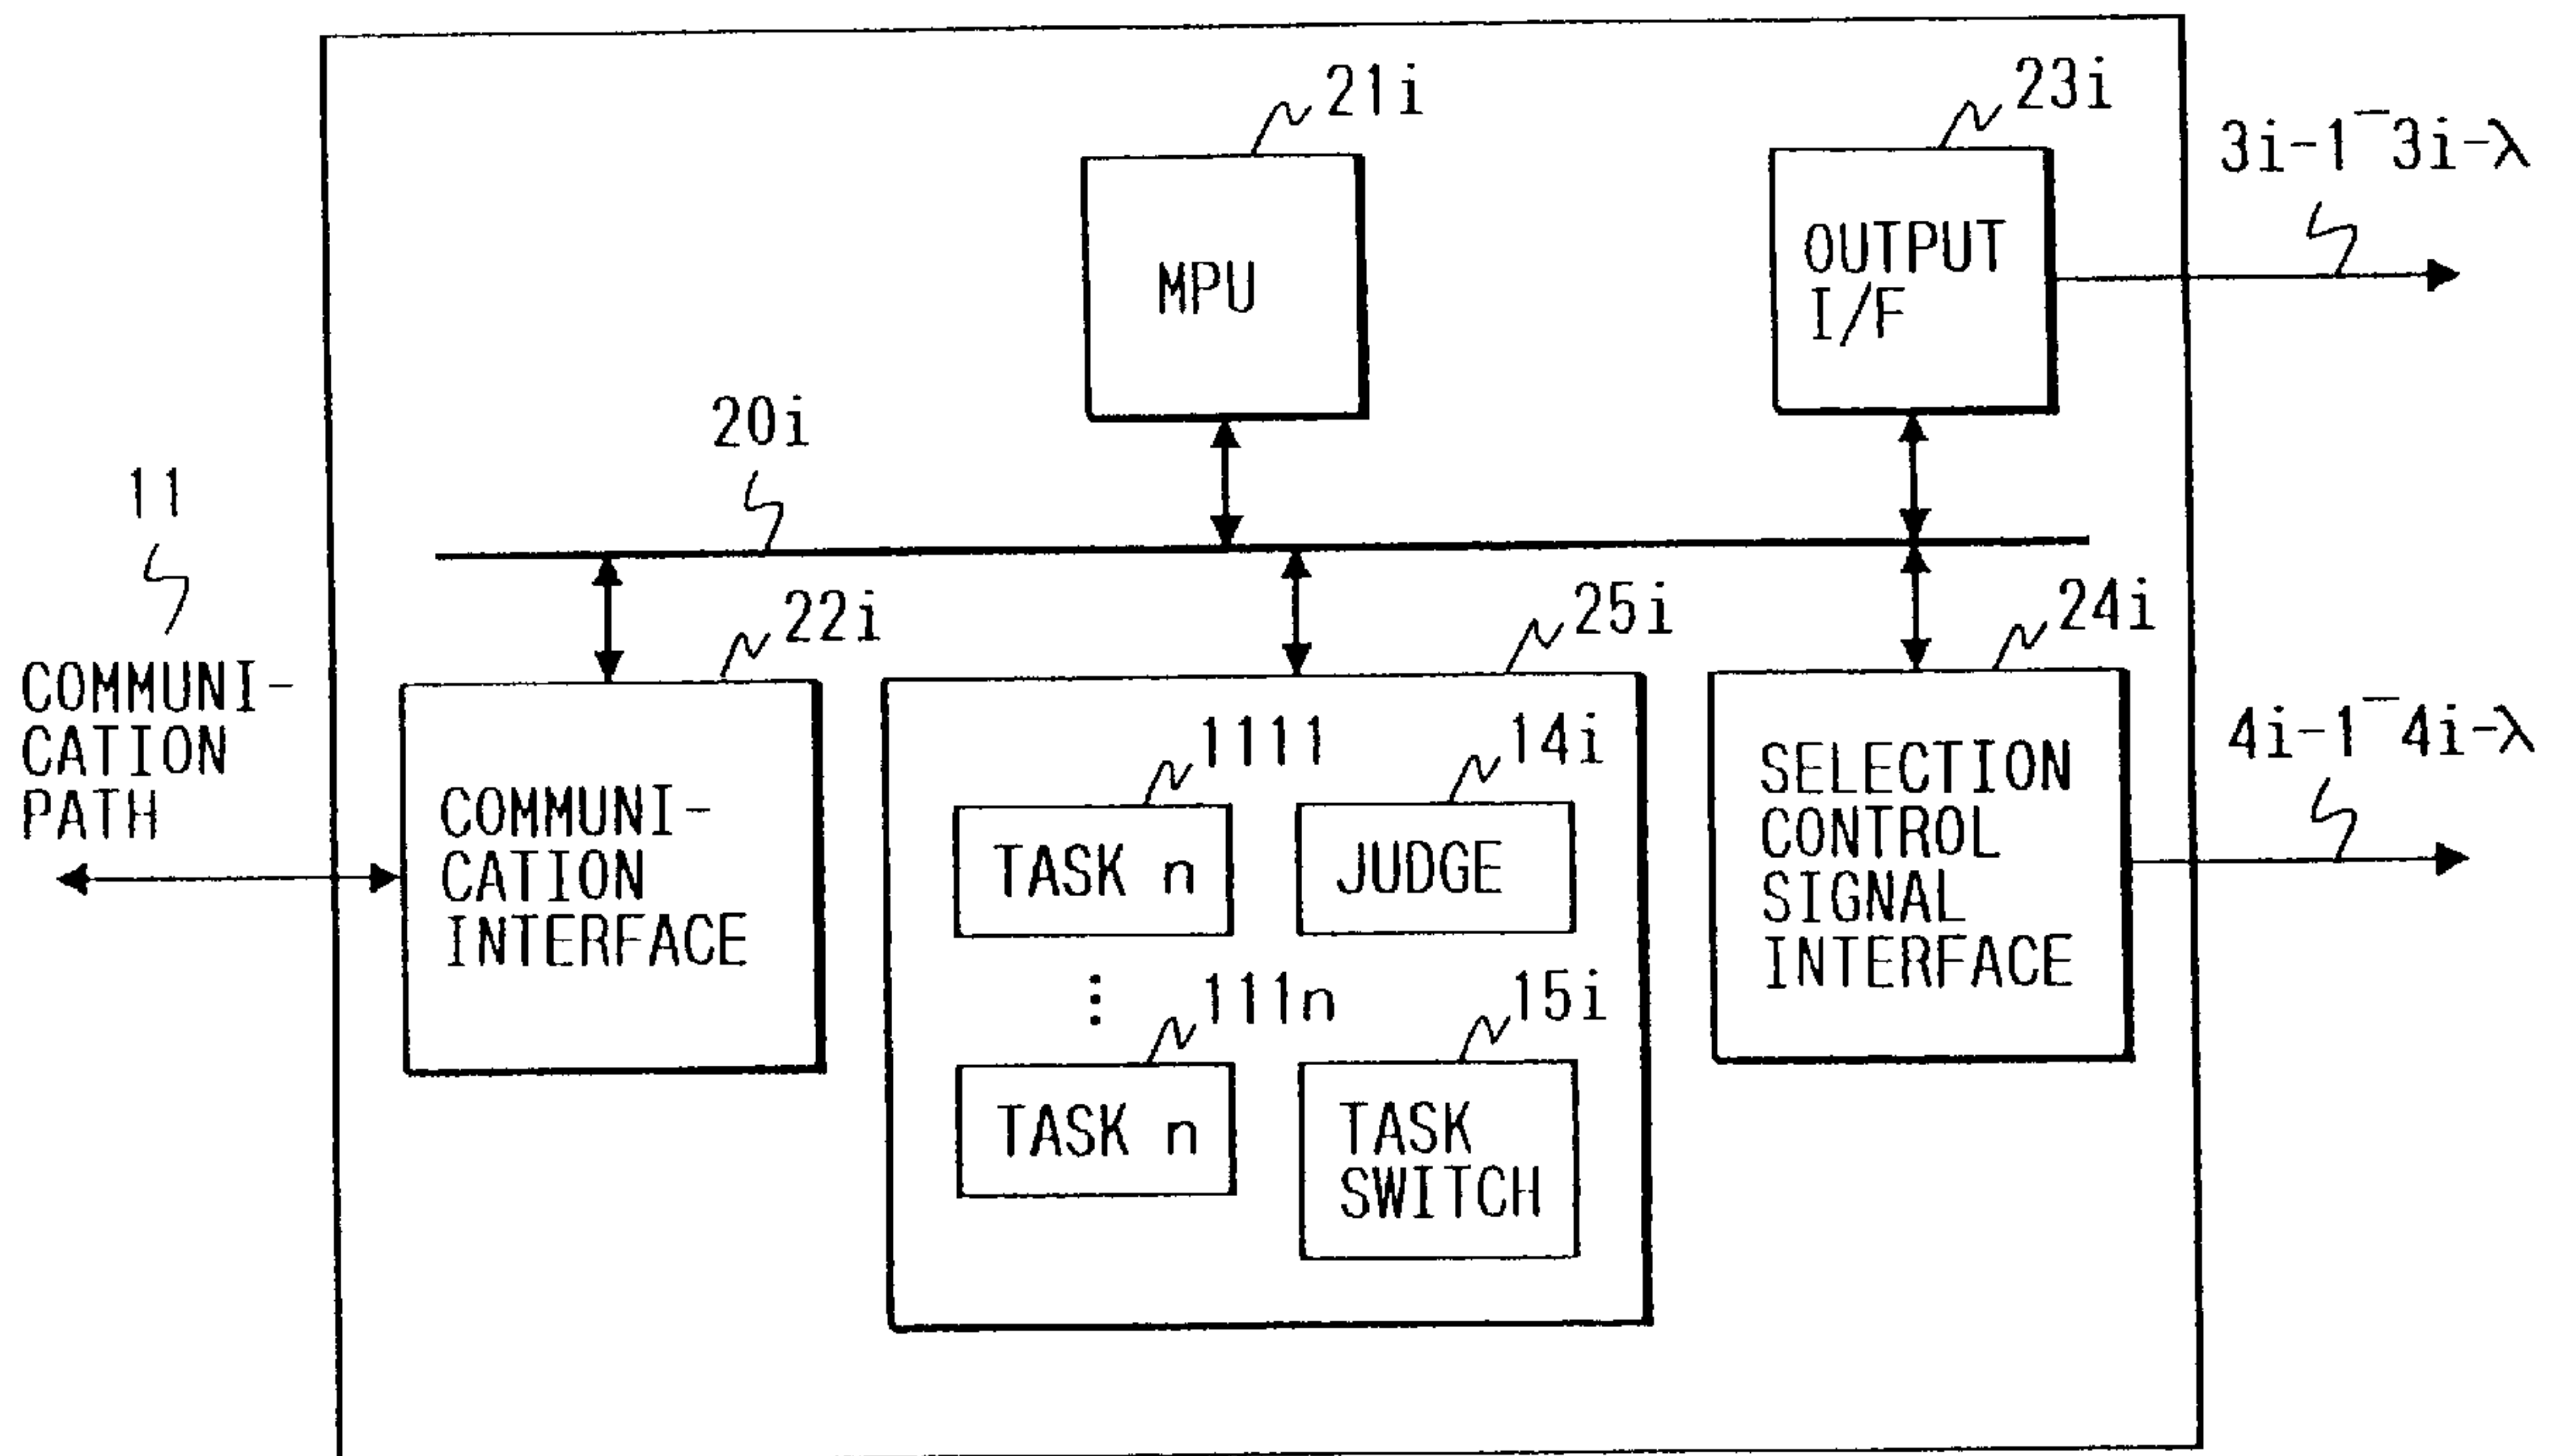 21i
23i
3i-1‾3i-λ
MPU
OUTPUT
I/F
20i
11
COMMUNI-
CATION
PATH
22i
25i
24i
COMMUNI-
CATION
INTERFACE
1111
14i
TASK n
JUDGE
111n
15i
TASK n
TASK
SWITCH
SELECTION
CONTROL
SIGNAL
INTERFACE
4i-1‾4i-λ